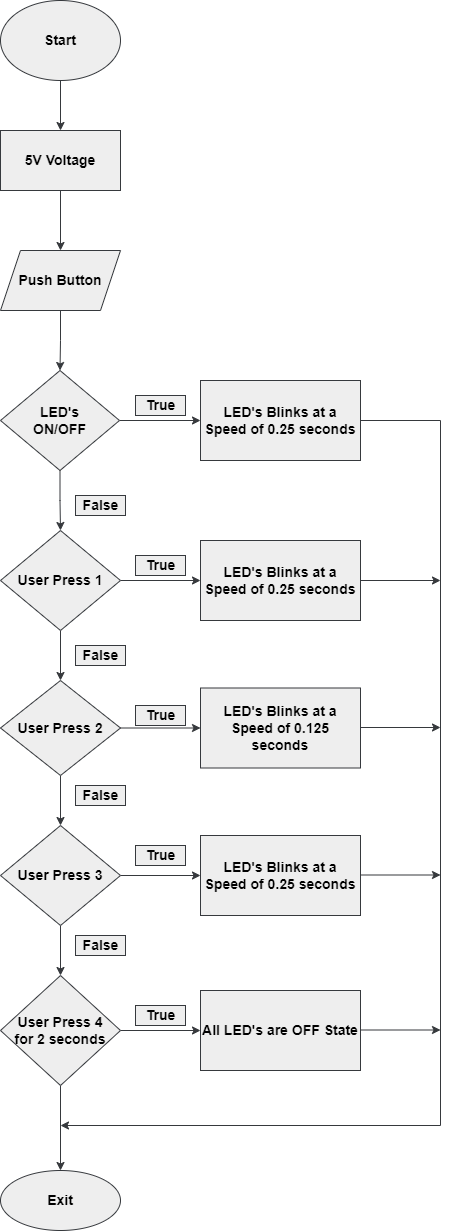 Start
5V Voltage
Push Button
LED's
ON/OFF
True
LED's Blinks at a
Speed of 0.25 seconds
False
User Press 1
True
LED's Blinks at a
Speed of 0.25 seconds
False
User Press 2
True
LED's Blinks at a
Speed of 0.125
seconds
False
User Press 3
True
LED's Blinks at a
Speed of 0.25 seconds
False
User Press 4
for 2 seconds
True
All LED's are OFF State
Exit